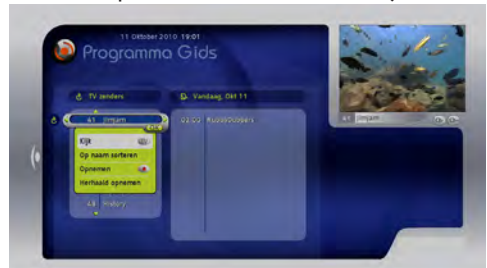 11 Oktober 2010 19:01
Programma Gids
TV zenders
Vandaag, Okt 11
41 Jimjam
Kijk
Op naam sorteren
Opnemen
Herhaald opnemen
48 History
41 Jimjam